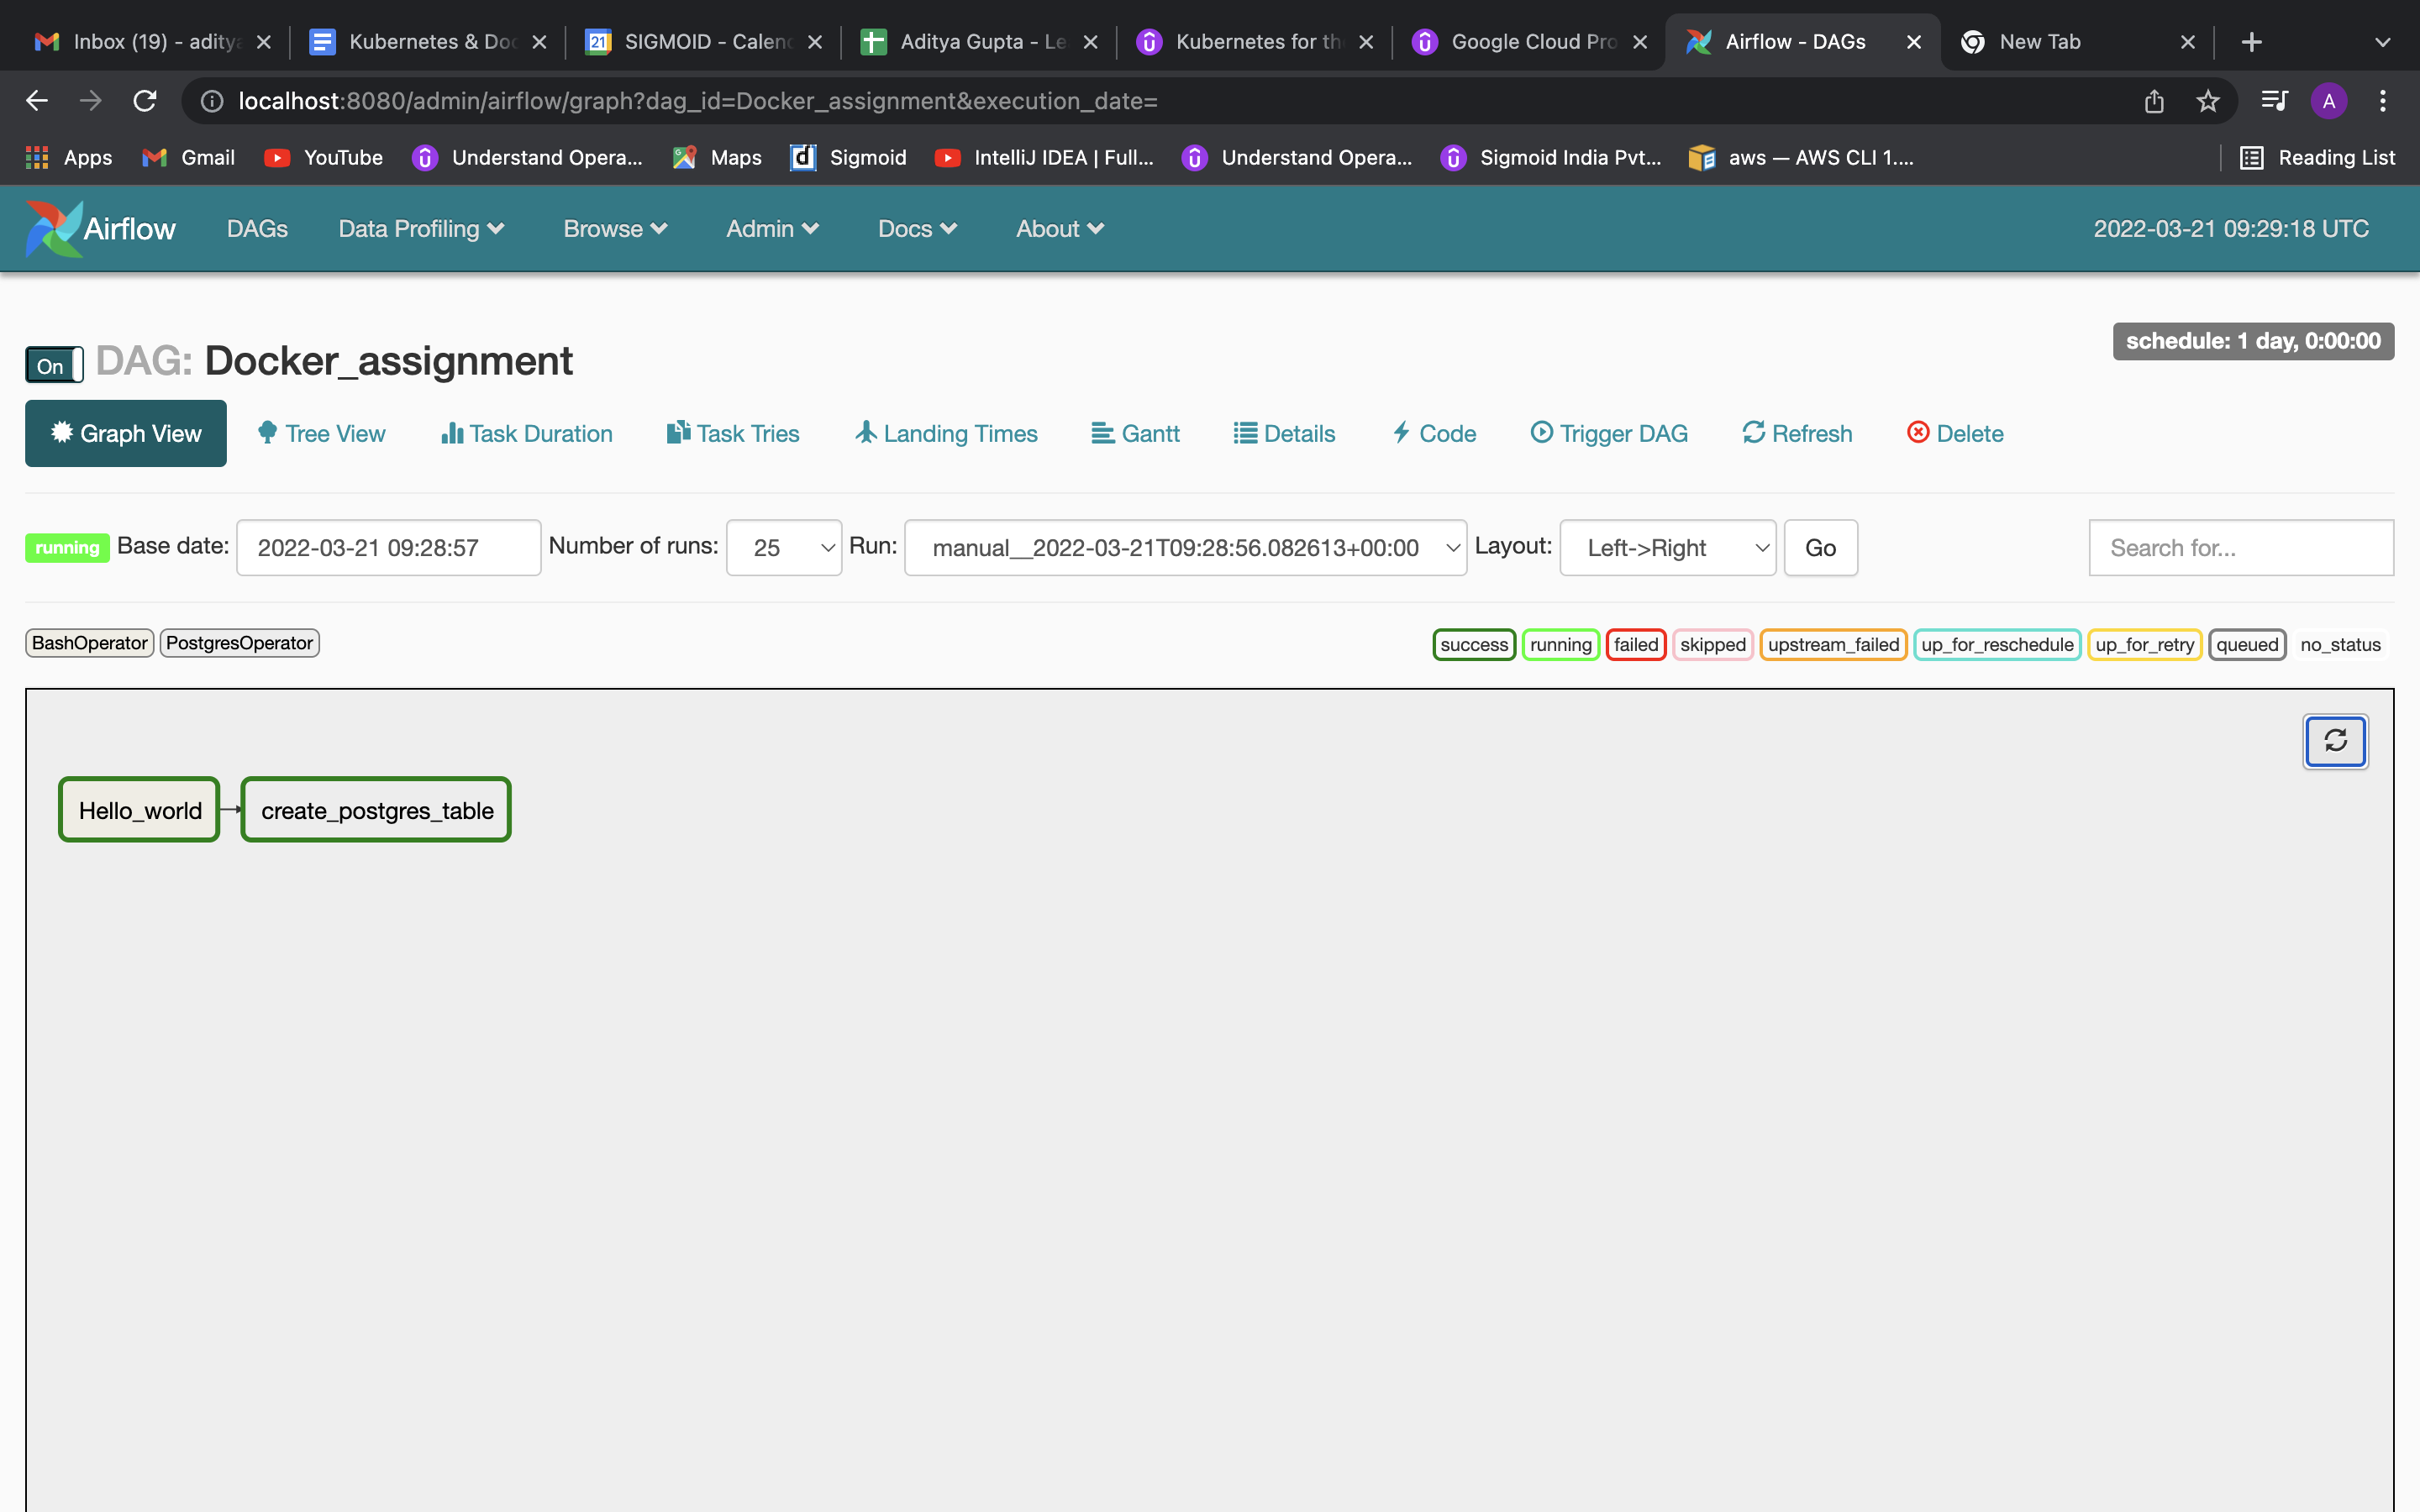 Inbox (19) - aditya
Kubernetes & Doc
21
SIGMOID - Calend
Aditya Gupta - Le
Kubernetes for th
Google Cloud Pro
Airflow - DAGs
New Tab
localhost:8080/admin/airflow/graph?dag_id=Docker_assignment&execution_date=
A
Apps
Gmail
YouTube
Understand Opera...
Maps
Sigmoid
IntelliJ IDEA | Full...
Understand Opera...
Sigmoid India Pvt...
aws — AWS CLI 1....
Reading List
Airflow
DAGs
Data Profiling
Browse
Admin
Docs
About
2022-03-21 09:29:18 UTC
On
DAG: Docker_assignment
schedule: 1 day, 0:00:00
Graph View
Tree View
Task Duration
Task Tries
Landing Times
Gantt
Details
Code
Trigger DAG
Refresh
Delete
running
Base date:
2022-03-21 09:28:57
Number of runs:
25
Run:
manual__2022-03-21T09:28:56.082613+00:00
Layout:
Left->Right
Go
Search for...
BashOperator
PostgresOperator
success
running
failed
skipped
upstream_failed
up_for_reschedule
up_for_retry
queued
no_status
Hello_world
create_postgres_table